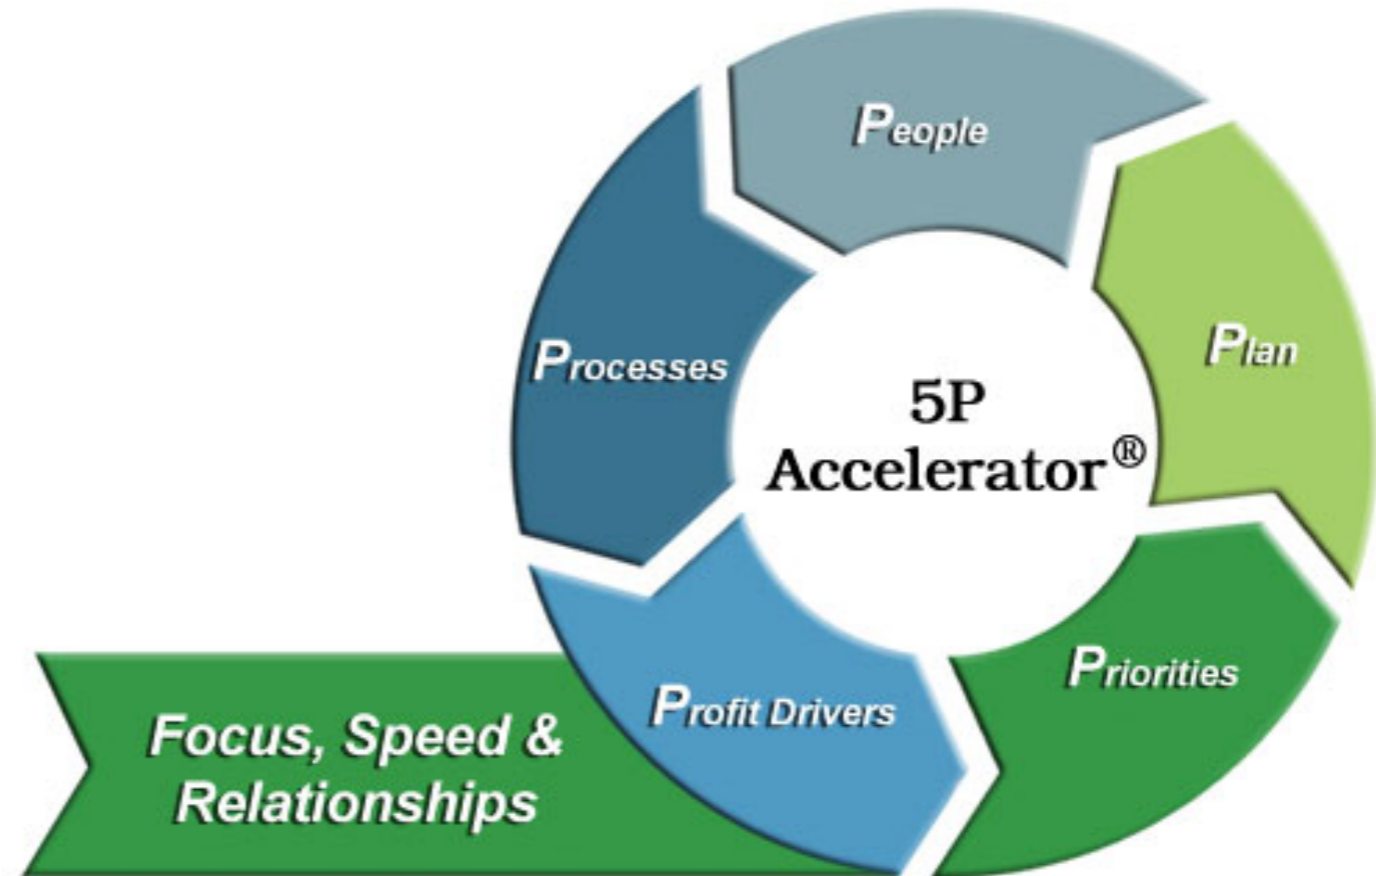 People
Plan
Processes
5P
Accelerator®
Priorities
Profit Drivers
Focus, Speed &
Relationships